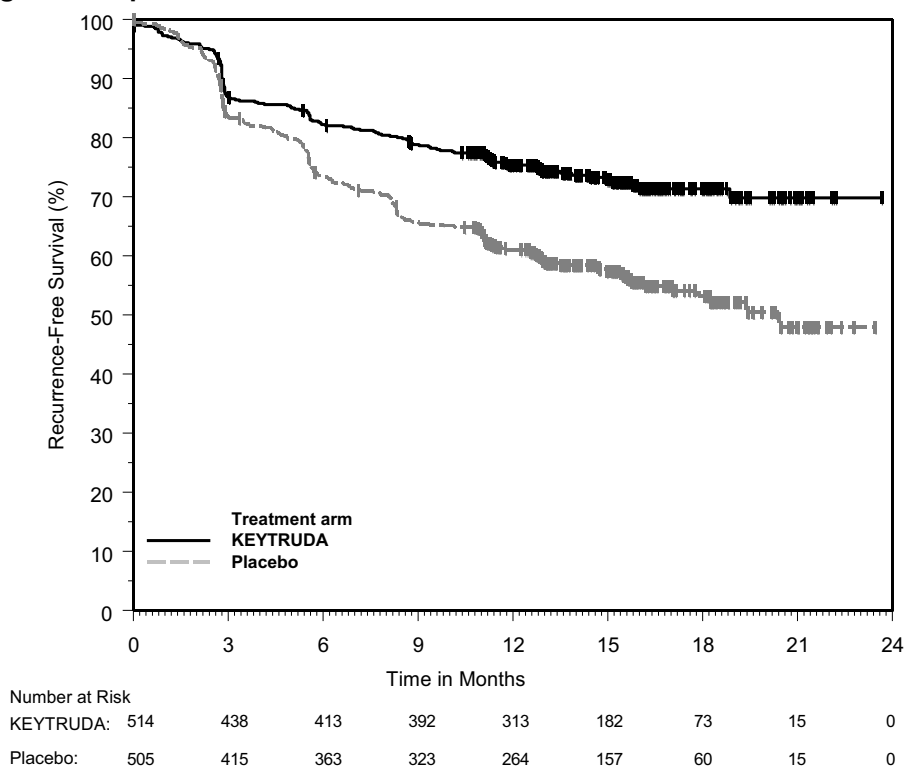 100
90
80
70
60
50
40
30
20
10
0
Recurrence-Free Survival (%)
Treatment arm
KEYTRUDA
Placebo
0 3 6 9 12 15 18 21 24
Time in Months
Number at Risk
KEYTRUDA: 514 438 413 392 313 182 73 15 0
Placebo: 505 415 363 323 264 157 60 15 0